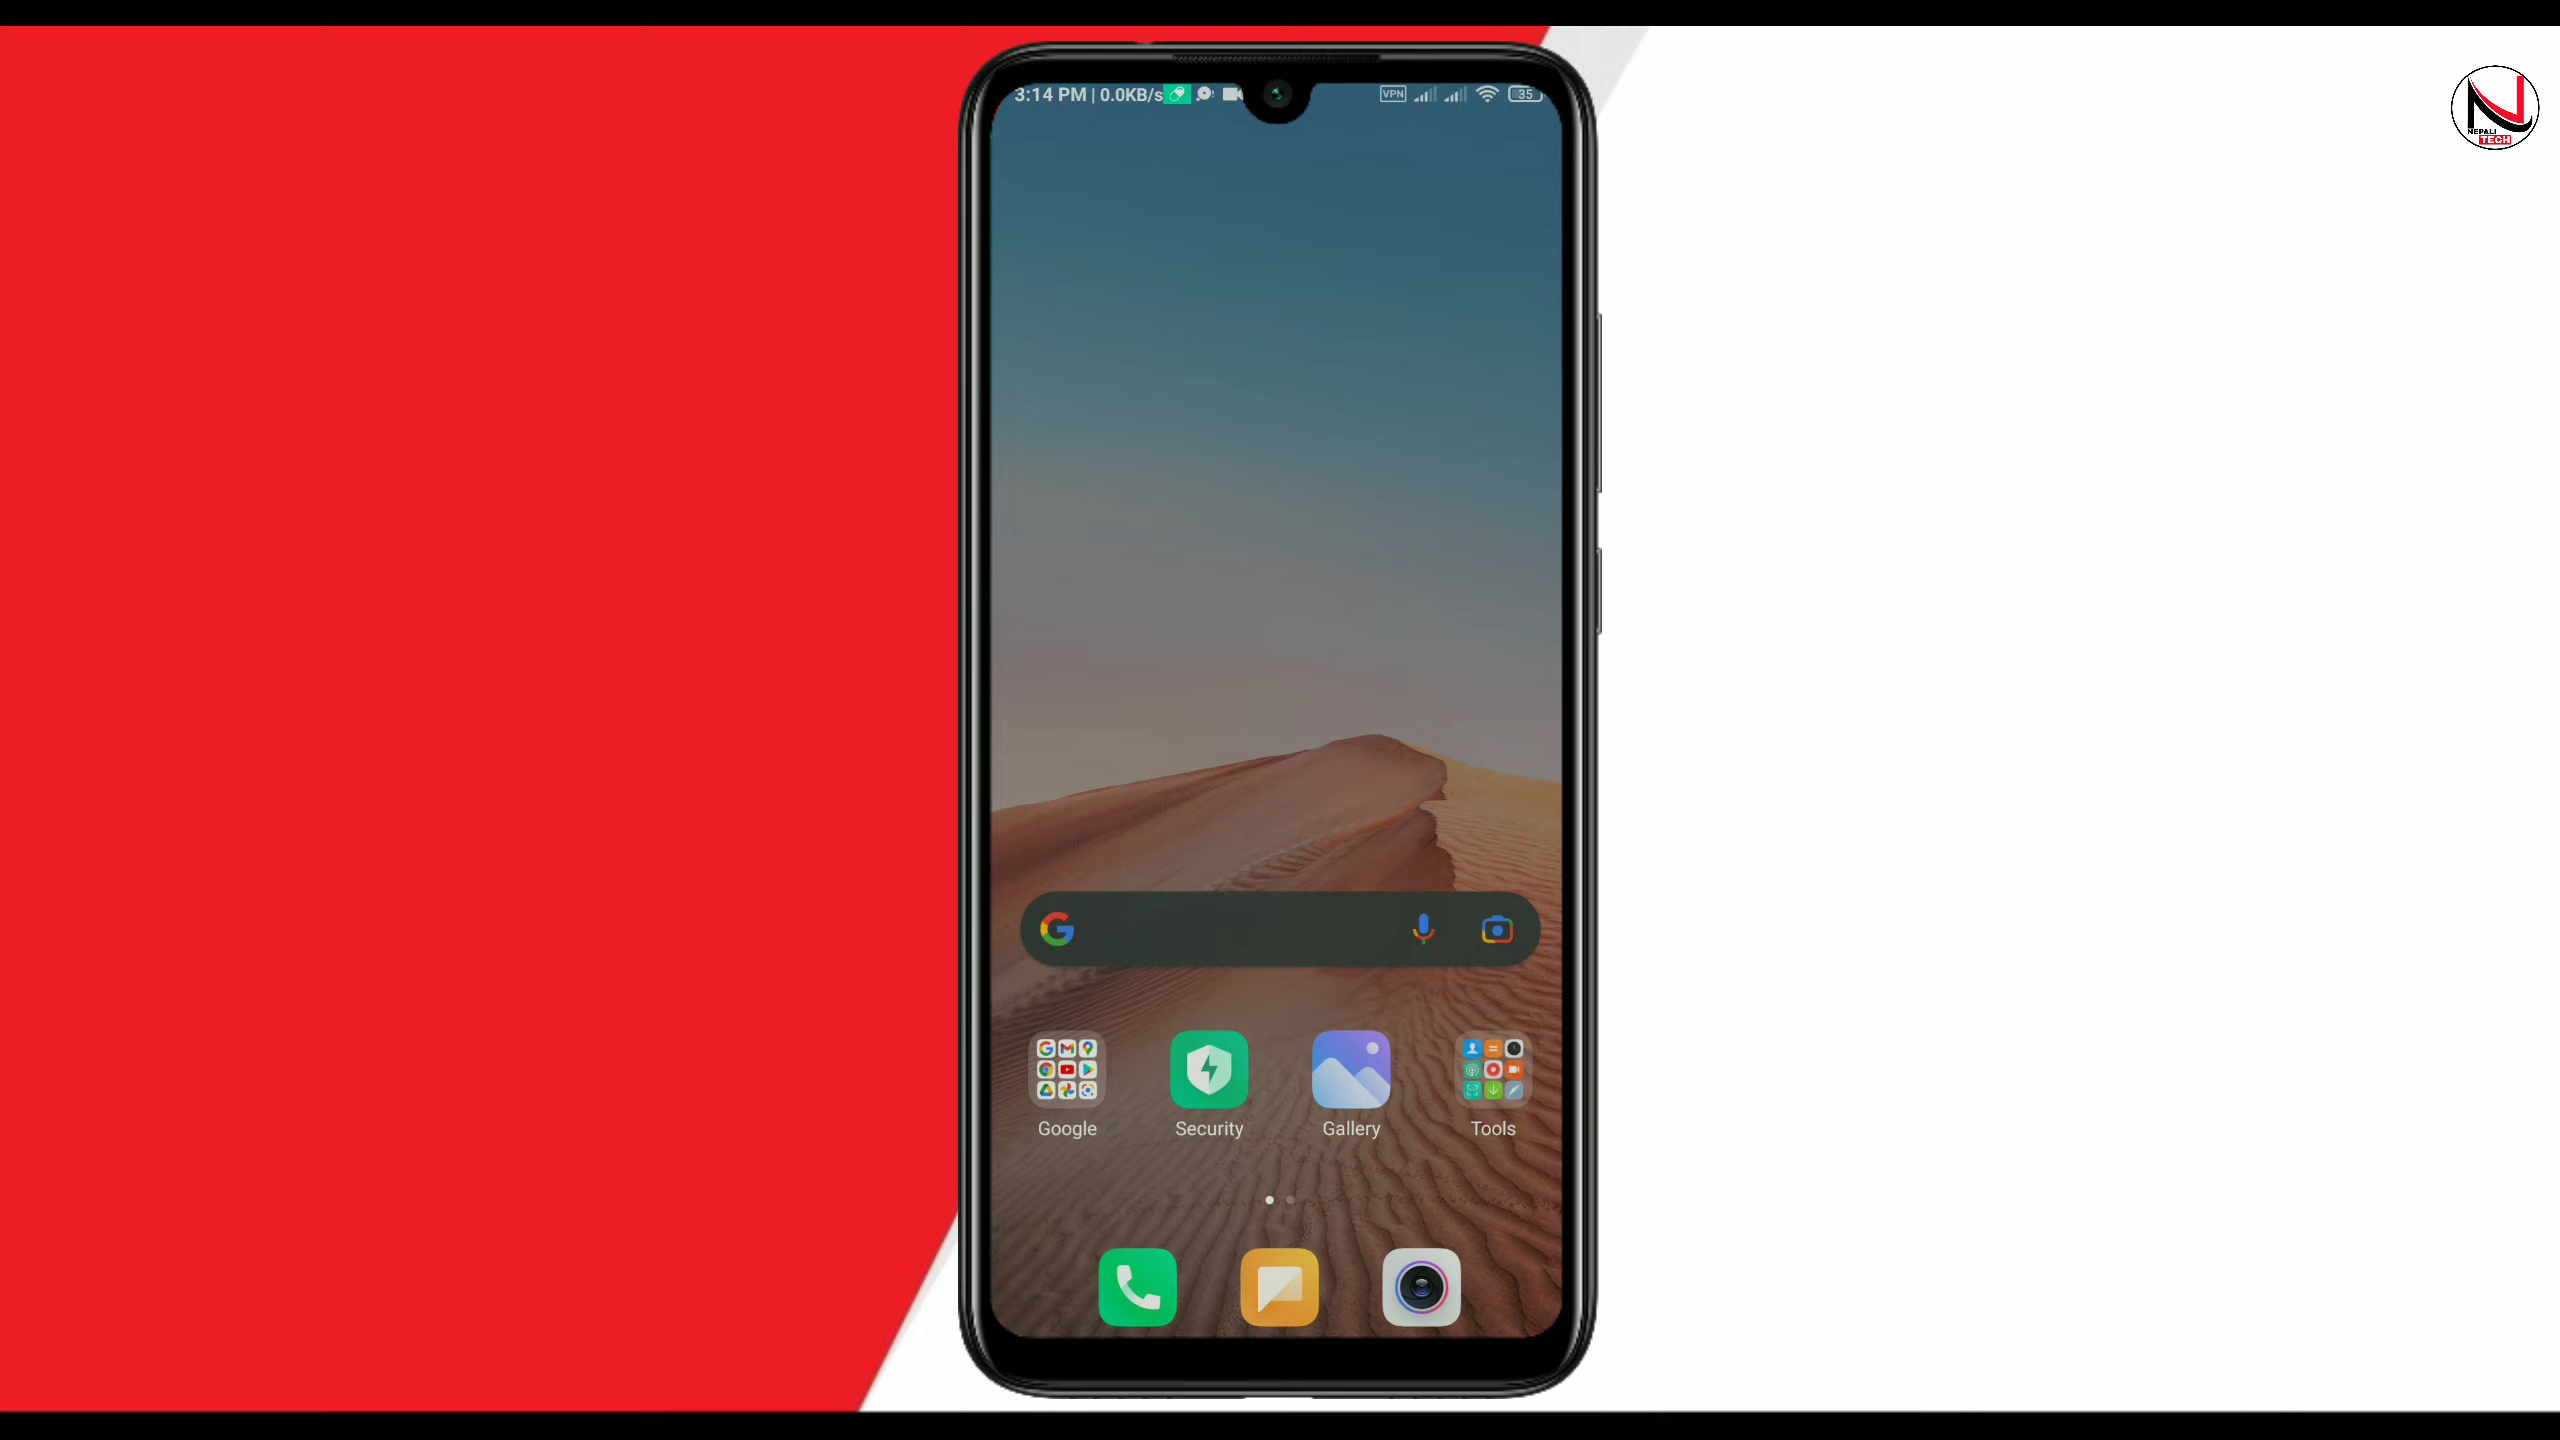 3:14 PM | 0.0KB/s
VPN
35
NEPALI
TECH
Google
Security
Gallery
Tools